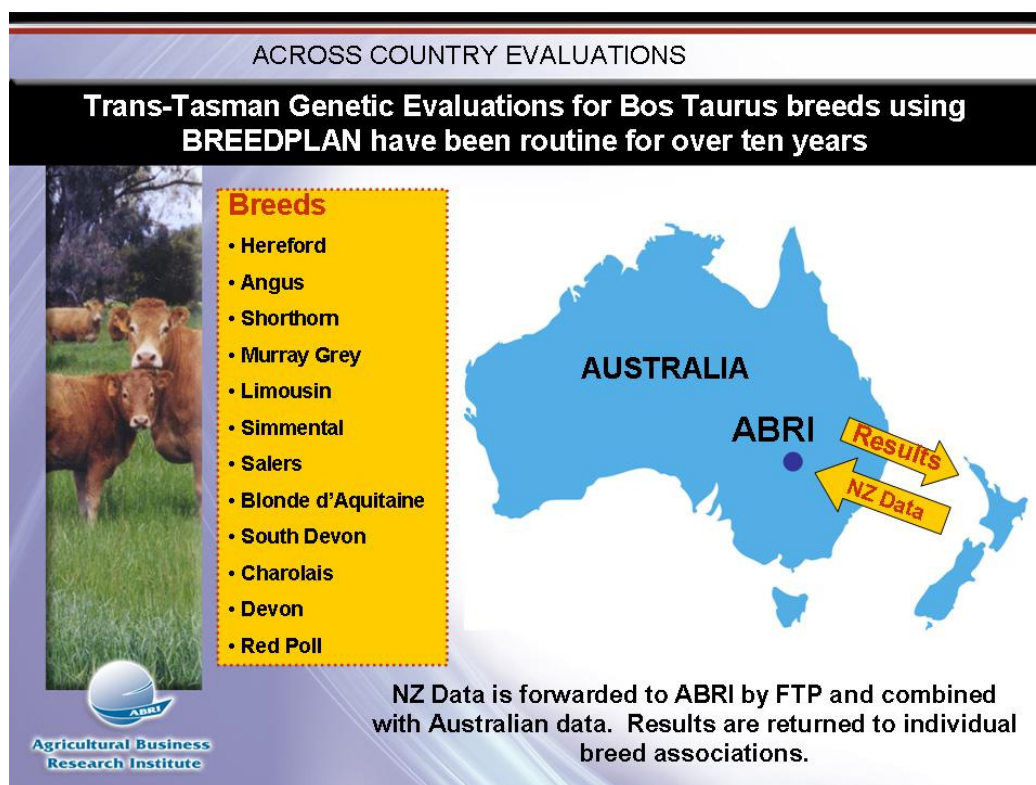 ACROSS COUNTRY EVALUATIONS
Trans-Tasman Genetic Evaluations for Bos Taurus breeds using
BREEDPLAN have been routine for over ten years
Breeds
• Hereford
• Angus
• Shorthorn
• Murray Grey
• Limousin
• Simmental
• Salers
• Blonde d'Aquitaine
• South Devon
• Charolais
• Devon
• Red Poll
AUSTRALIA
ABRI
Results
NZ Data
NZ Data is forwarded to ABRI by FTP and combined
with Australian data.  Results are returned to individual
breed associations.
ABRI
Agricultural Business
Research Institute